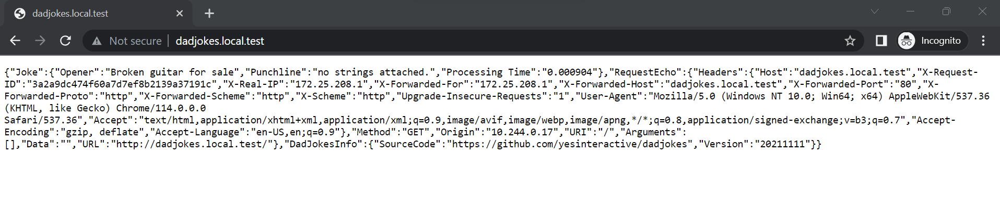 dadjokes.local.test
Not secure dadjokes.local.test Incognito
{"Joke":{"Opener":"Broken guitar for sale","Punchline":"no strings attached.","Processing Time":"0.000904"},"RequestEcho":{"Headers":{"Host":"dadjokes.local.test","X-Request-
ID":"3a2a9dc474f60a7d7ef8b2139a37191c","X-Real-IP":"172.25.208.1","X-Forwarded-For":"172.25.208.1","X-Forwarded-Host":"dadjokes.local.test","X-Forwarded-Port":"80","X-
Forwarded-Proto":"http","X-Forwarded-Scheme":"http","X-Scheme":"http","Upgrade-Insecure-Requests":"1","User-Agent":"Mozilla/5.0 (Windows NT 10.0; Win64; x64) AppleWebKit/537.36
(KHTML, like Gecko) Chrome/114.0.0.0
Safari/537.36","Accept":"text/html,application/xhtml+xml,application/xml;q=0.9,image/avif,image/webp,image/apng,*/*;q=0.8,application/signed-exchange;v=b3;q=0.7","Accept-
Encoding":"gzip, deflate","Accept-Language":"en-US,en;q=0.9"},"Method":"GET","Origin":"10.244.0.17","URI":"/","Arguments":
[],"Data":"","URL":"http://dadjokes.local.test/"},"DadJokesInfo":{"SourceCode":"https://github.com/yesinteractive/dadjokes","Version":"20211111"}}